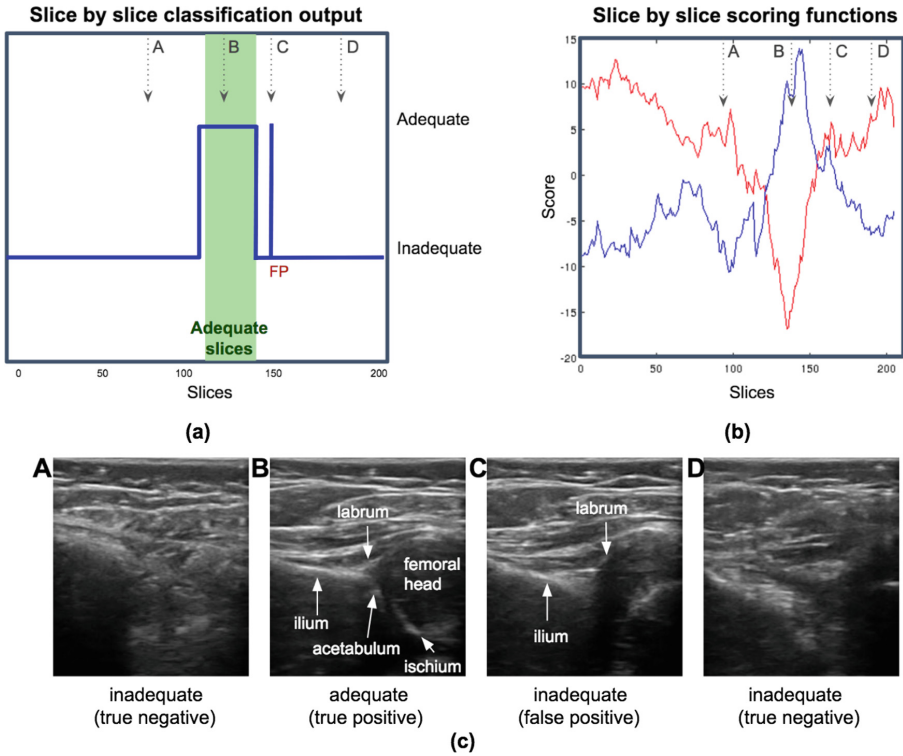 Slice by slice classification output
A
B
C
D
Adequate
Inadequate
FP
Adequate
slices
0
50
100
150
200
Slices
(a)
Slice by slice scoring functions
15
10
5
0
-5
-10
-15
-20
Score
A
B
C
D
0
50
100
150
200
Slices
(b)
A
inadequate
(true negative)
B
labrum
femoral
head
ilium
acetabulum
ischium
adequate
(true positive)
C
labrum
ilium
inadequate
(false positive)
D
inadequate
(true negative)
(c)